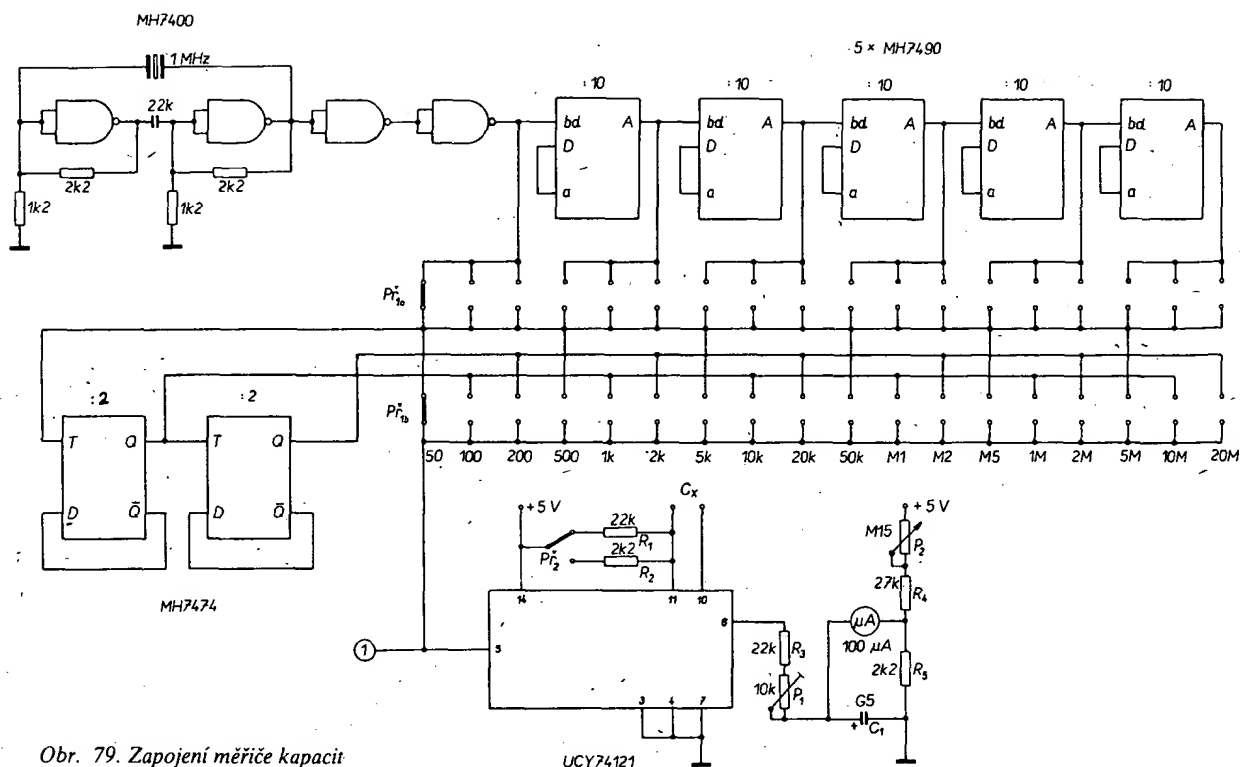 MH7400
1 MHz
22k
2k2
2k2
1k2
1k2
5 × MH7490
:10 :10 :10 :10 :10
bd A bd A bd A bd A bd A
D D D D D
a a a a a
Př1a
:2 :2
T Q T Q
D Q̄ D Q̄
MH7474
Př1b
50 100 200 500 1k 2k 5k 10k 20k 50k M1 M2 M5 1M 2M 5M 10M 20M
+5 V
Cx
22k
R1
Př2
2k2
R2
14 11 10
1
5
6
3 4 7
UCY74121
22k R3
10k P1
+5 V
M15 P2
27k R4
µA
100 µA
2k2 R5
G5
+ C1
Obr. 79. Zapojení měřiče kapacit